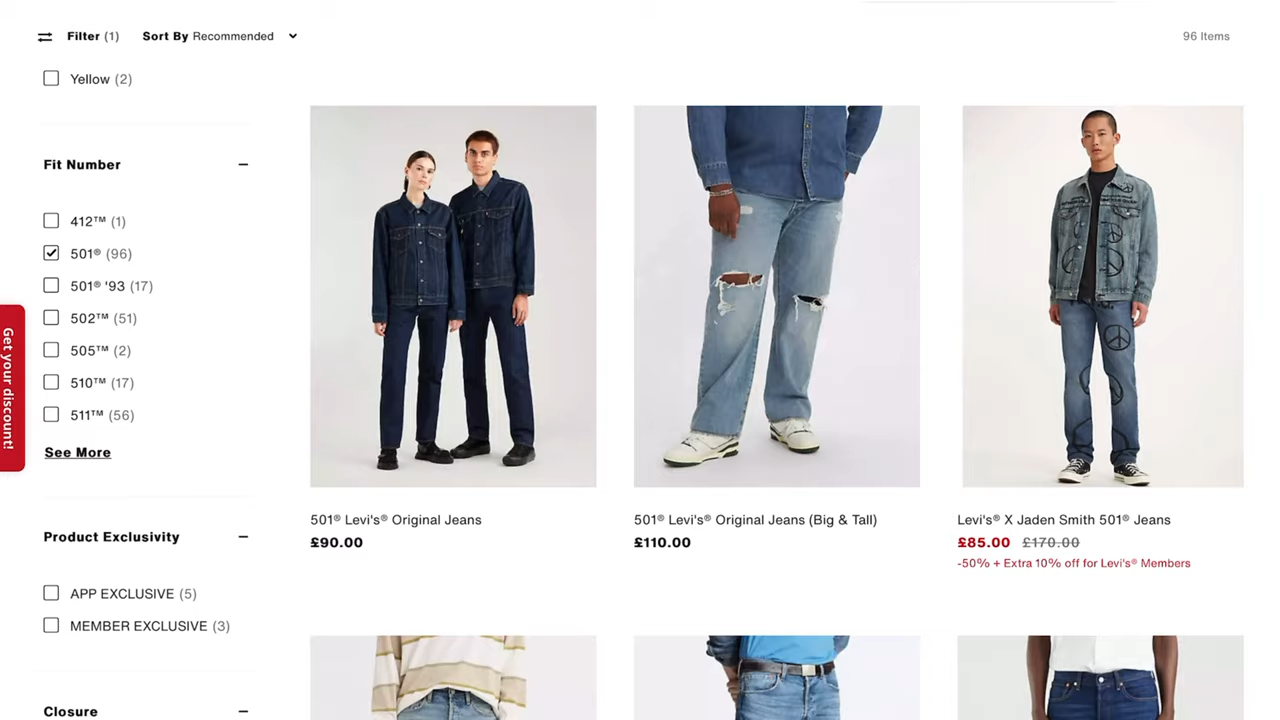 Filter (1)
Sort By Recommended
96 Items
Yellow (2)
Fit Number
412™ (1)
501® (96)
501® '93 (17)
502™ (51)
505™ (2)
510™ (17)
511™ (56)
See More
Product Exclusivity
APP EXCLUSIVE (5)
MEMBER EXCLUSIVE (3)
Closure
Get your discount!
501® Levi's® Original Jeans
£90.00
501® Levi's® Original Jeans (Big & Tall)
£110.00
Levi's® X Jaden Smith 501® Jeans
£85.00 £170.00
-50% + Extra 10% off for Levi's® Members